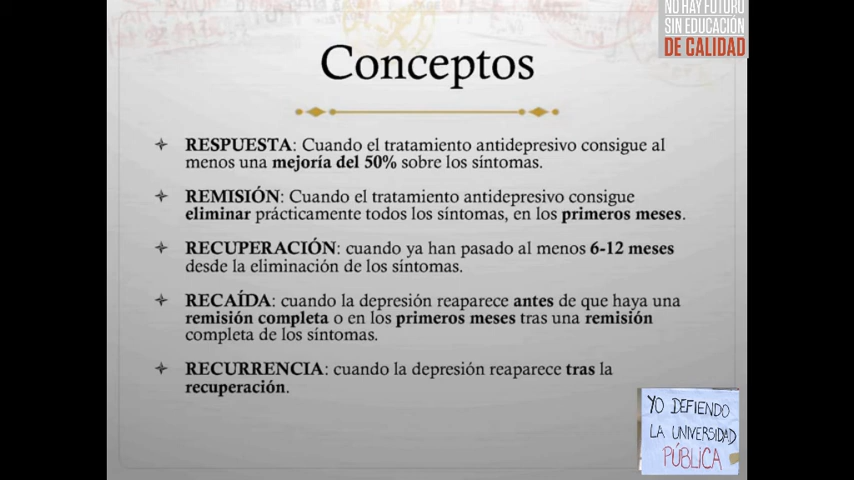 NO HAY FUTURO
SIN EDUCACIÓN
DE CALIDAD
Conceptos
RESPUESTA: Cuando el tratamiento antidepresivo consigue al
menos una mejoría del 50% sobre los síntomas.
REMISIÓN: Cuando el tratamiento antidepresivo consigue
eliminar prácticamente todos los síntomas, en los primeros meses.
RECUPERACIÓN: cuando ya han pasado al menos 6-12 meses
desde la eliminación de los síntomas.
RECAÍDA: cuando la depresión reaparece antes de que haya una
remisión completa o en los primeros meses tras una remisión
completa de los síntomas.
RECURRENCIA: cuando la depresión reaparece tras la
recuperación.
YO DEFIENDO
LA UNIVERSIDAD
PÚBLICA